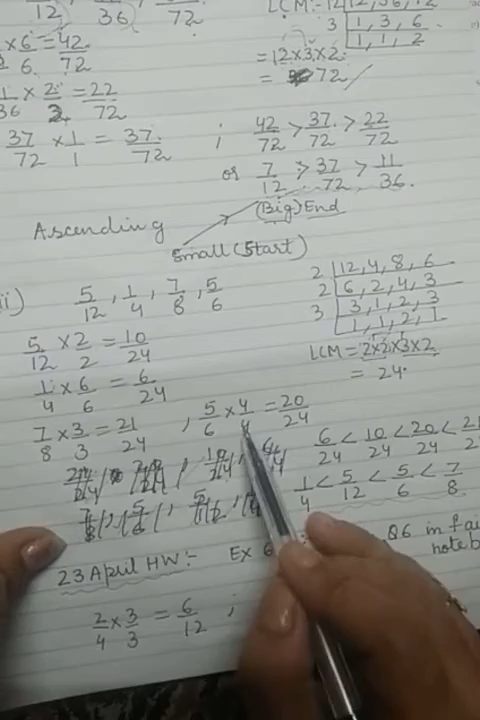 12 36 72
LCM:- 12, 36, 72
3 | 1, 3, 6
1, 1, 2
= 12×3×2
= 72
×6/6 = 42/72
1/36 × 2/2 = 22/72
37/72 × 1/1 = 37/72 ; 42/72 > 37/72 > 22/72
or 7/12 > 37/72 > 11/36
Ascending (Big) End
Small (Start)
ii) 5/12, 1/4, 7/8, 5/6
2 | 12, 4, 8, 6
2 | 6, 2, 4, 3
3 | 3, 1, 2, 3
1, 1, 2, 1
LCM = 2×2×3×2
= 24.
5/12 × 2/2 = 10/24
1/4 × 6/6 = 6/24
7/8 × 3/3 = 21/24 , 5/6 × 4/4 = 20/24
6/24 < 10/24 < 20/24 < 21
1/4 < 5/12 < 5/6 < 7/8.
23 April HW:- Ex 6 Q6 in fai
noteb
2/4 × 3/3 = 6/12 ;